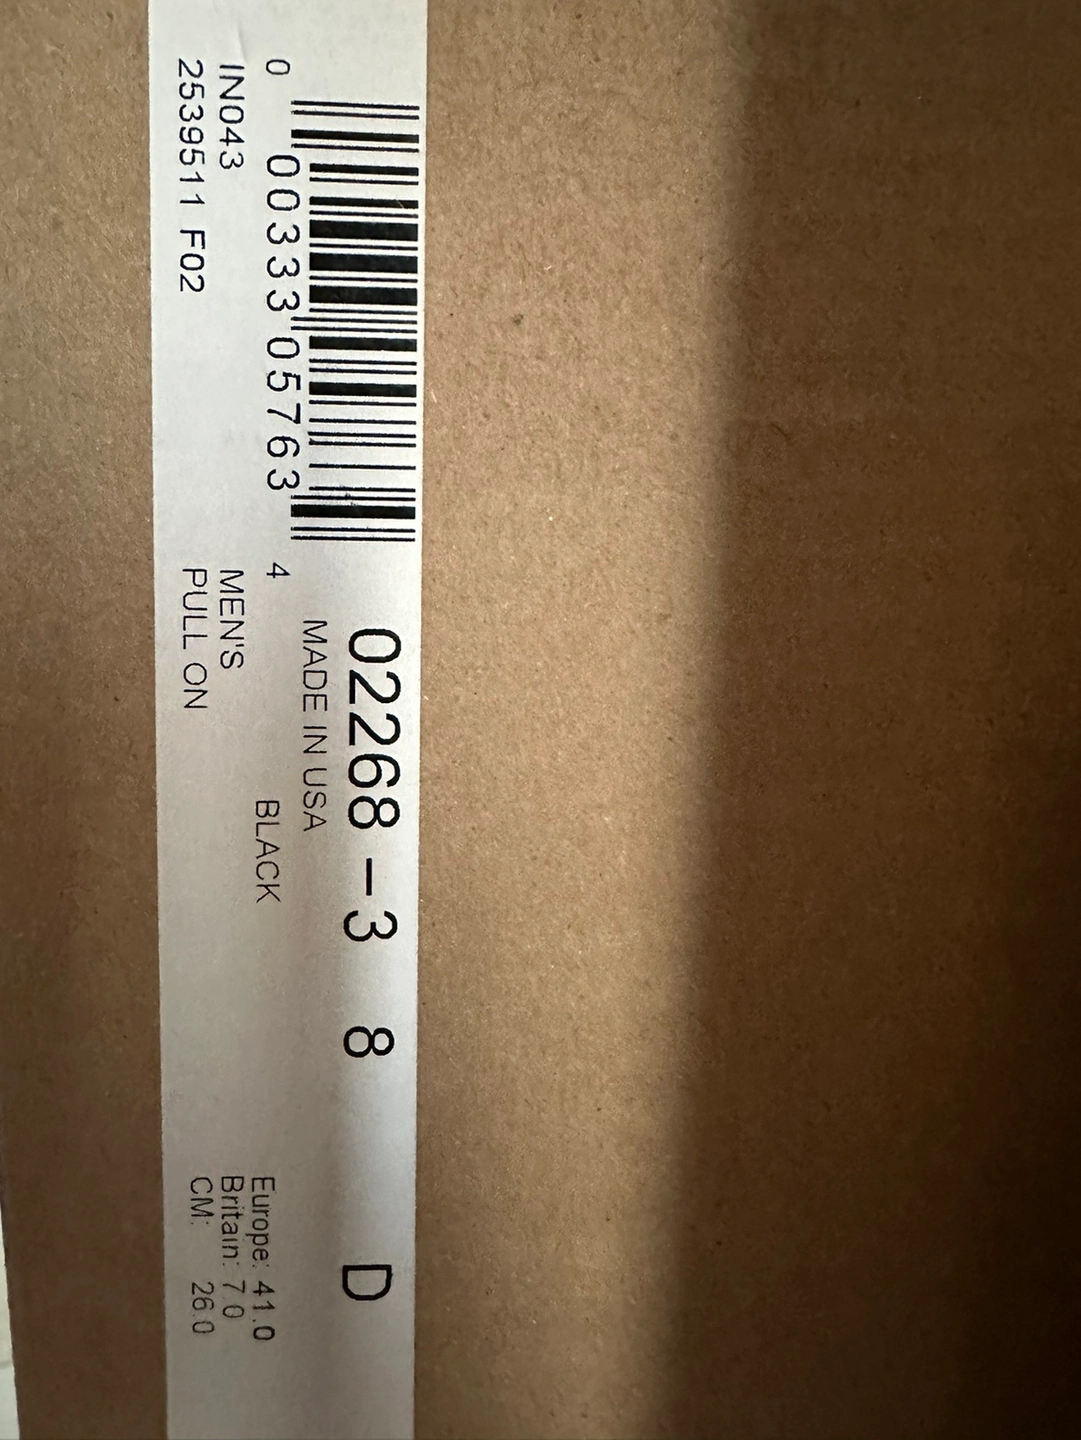 02268 - 3 8 D
MADE IN USA
0 00333 05763 4
BLACK
Europe: 41.0
IN043
MEN'S
Britain: 7.0
2539511 F02
PULL ON
CM: 26.0